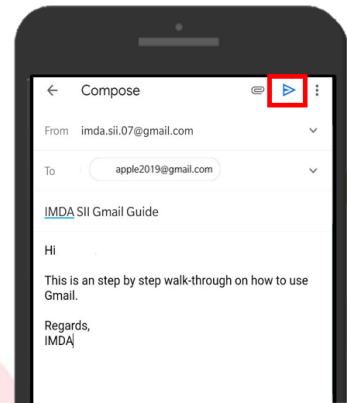 Compose
From imda.sii.07@gmail.com
To apple2019@gmail.com
IMDA SII Gmail Guide
Hi
This is an step by step walk-through on how to use
Gmail.
Regards,
IMDA